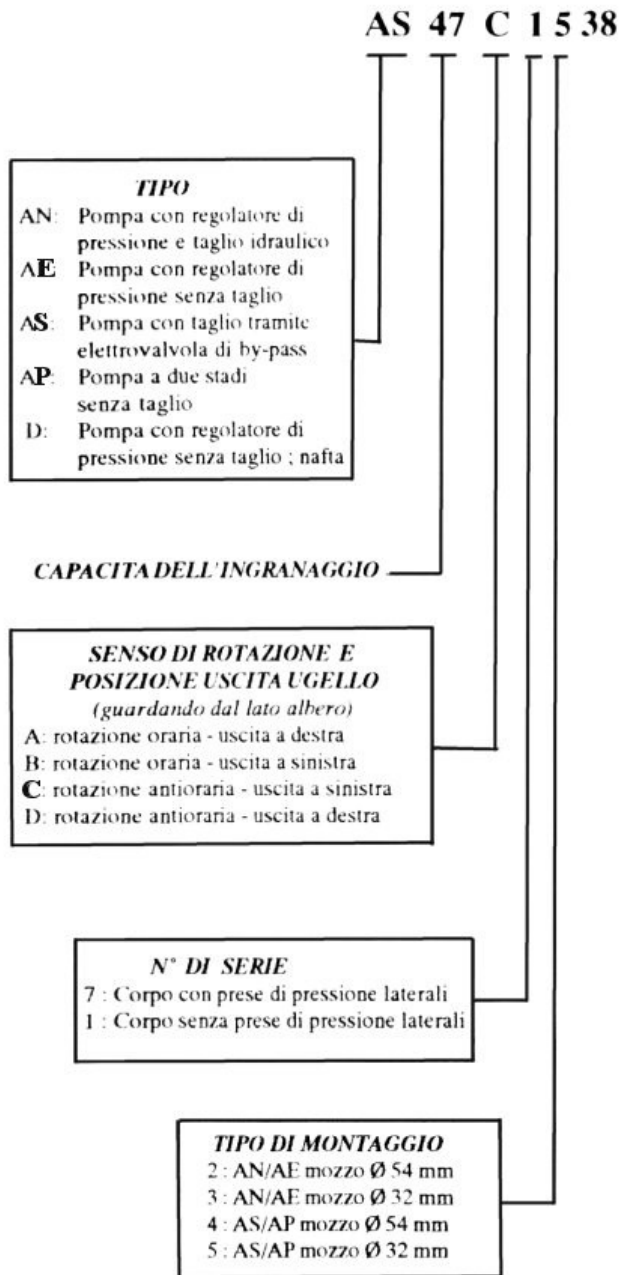 AS 47 C 1 5 38
TIPO
AN: Pompa con regolatore di
pressione e taglio idraulico
AE Pompa con regolatore di
pressione senza taglio
AS: Pompa con taglio tramite
elettrovalvola di by-pass
AP: Pompa a due stadi
senza taglio
D: Pompa con regolatore di
pressione senza taglio ; nafta
CAPACITA DELL'INGRANAGGIO
SENSO DI ROTAZIONE E
POSIZIONE USCITA UGELLO
(guardando dal lato albero)
A: rotazione oraria - uscita a destra
B: rotazione oraria - uscita a sinistra
C: rotazione antioraria - uscita a sinistra
D: rotazione antioraria - uscita a destra
N° DI SERIE
7 : Corpo con prese di pressione laterali
1 : Corpo senza prese di pressione laterali
TIPO DI MONTAGGIO
2 : AN/AE mozzo Ø 54 mm
3 : AN/AE mozzo Ø 32 mm
4 : AS/AP mozzo Ø 54 mm
5 : AS/AP mozzo Ø 32 mm